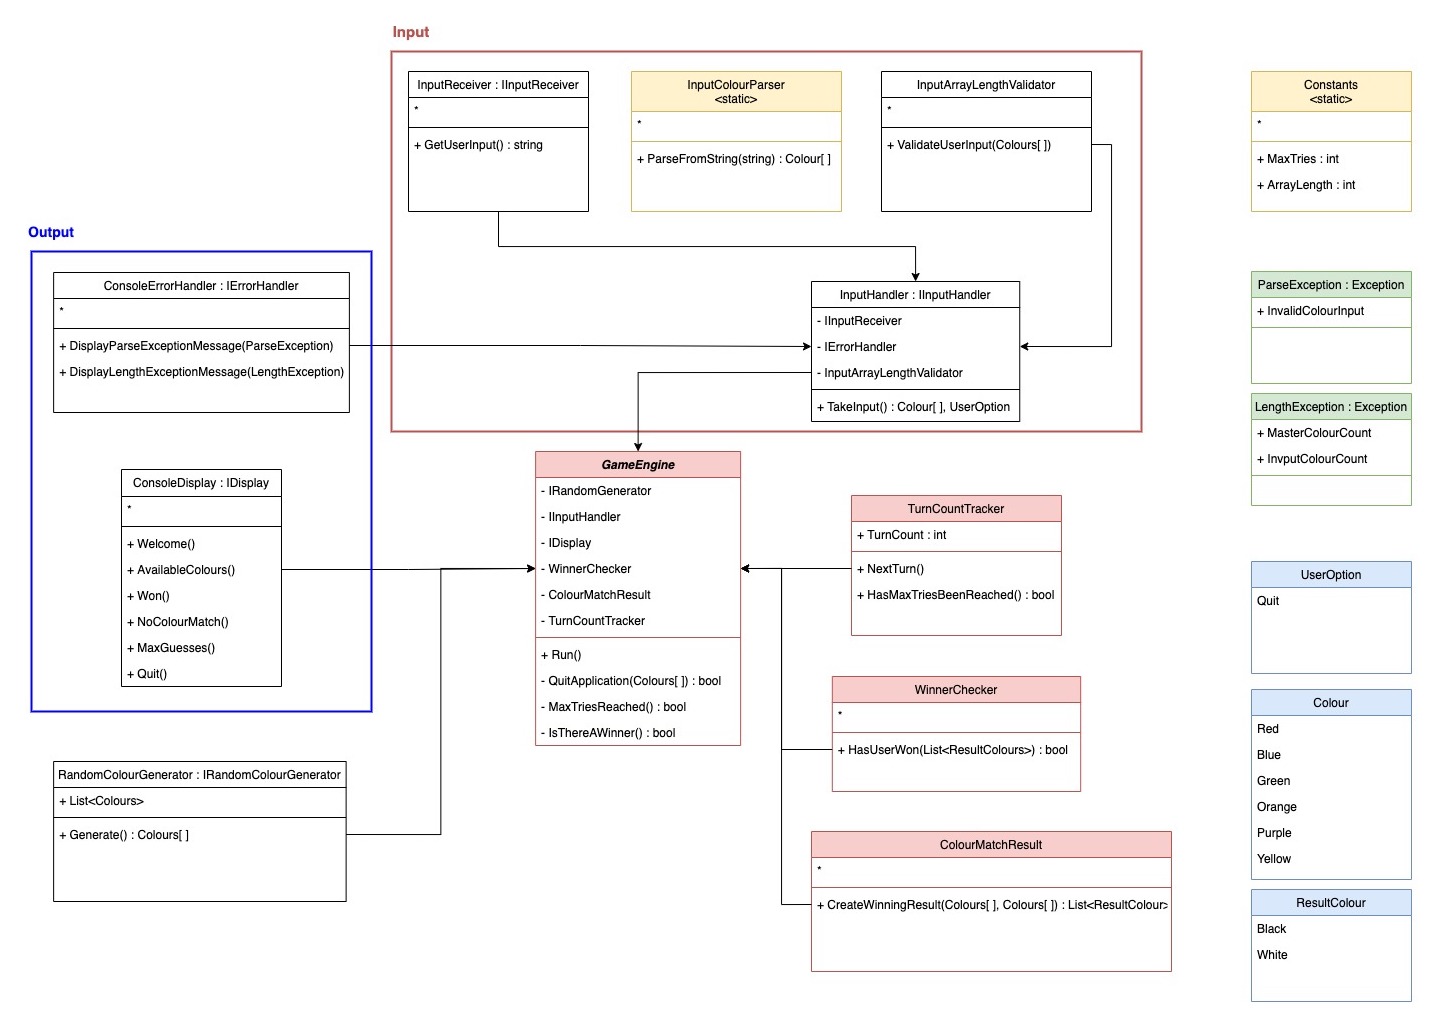 Input
InputReceiver : IInputReceiver
*
+ GetUserInput() : string
InputColourParser
<static>
*
+ ParseFromString(string) : Colour[ ]
InputArrayLengthValidator
*
+ ValidateUserInput(Colours[ ])
Constants
<static>
*
+ MaxTries : int
+ ArrayLength : int
Output
ConsoleErrorHandler : IErrorHandler
*
+ DisplayParseExceptionMessage(ParseException)
+ DisplayLengthExceptionMessage(LengthException)
InputHandler : IInputHandler
- IInputReceiver
- IErrorHandler
- InputArrayLengthValidator
+ TakeInput() : Colour[ ], UserOption
ParseException : Exception
+ InvalidColourInput
LengthException : Exception
+ MasterColourCount
+ InvputColourCount
ConsoleDisplay : IDisplay
*
+ Welcome()
+ AvailableColours()
+ Won()
+ NoColourMatch()
+ MaxGuesses()
+ Quit()
GameEngine
- IRandomGenerator
- IInputHandler
- IDisplay
- WinnerChecker
- ColourMatchResult
- TurnCountTracker
+ Run()
- QuitApplication(Colours[ ]) : bool
- MaxTriesReached() : bool
- IsThereAWinner() : bool
TurnCountTracker
+ TurnCount : int
+ NextTurn()
+ HasMaxTriesBeenReached() : bool
UserOption
Quit
WinnerChecker
*
+ HasUserWon(List<ResultColours>) : bool
Colour
Red
Blue
Green
Orange
Purple
Yellow
RandomColourGenerator : IRandomColourGenerator
+ List<Colours>
+ Generate() : Colours[ ]
ColourMatchResult
*
+ CreateWinningResult(Colours[ ], Colours[ ]) : List<ResultColour>
ResultColour
Black
White